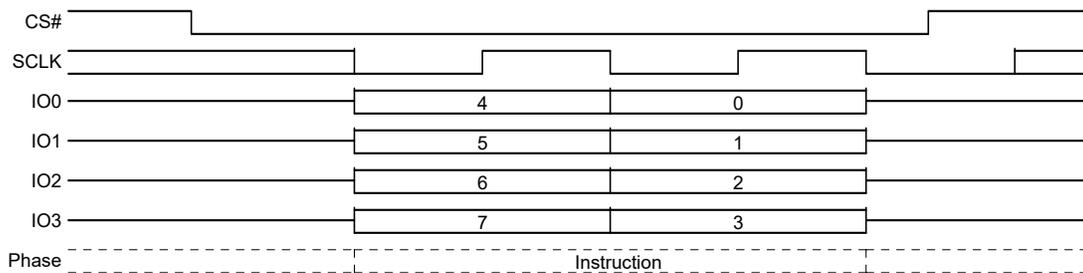 CS#
SCLK
IO0 4 0
IO1 5 1
IO2 6 2
IO3 7 3
Phase Instruction